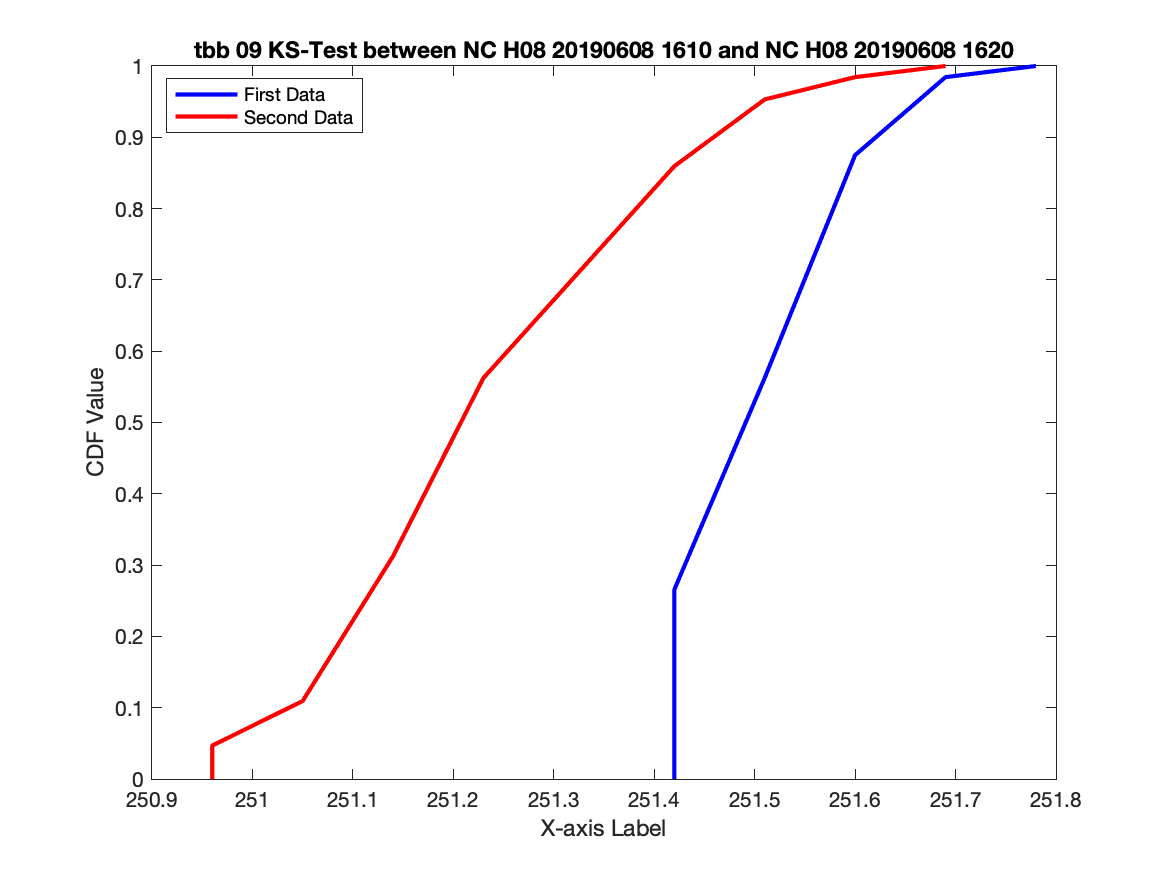 tbb 09 KS-Test between NC H08 20190608 1610 and NC H08 20190608 1620
First Data
Second Data
1
0.9
0.8
0.7
0.6
0.5
0.4
0.3
0.2
0.1
0
CDF Value
250.9 251 251.1 251.2 251.3 251.4 251.5 251.6 251.7 251.8
X-axis Label